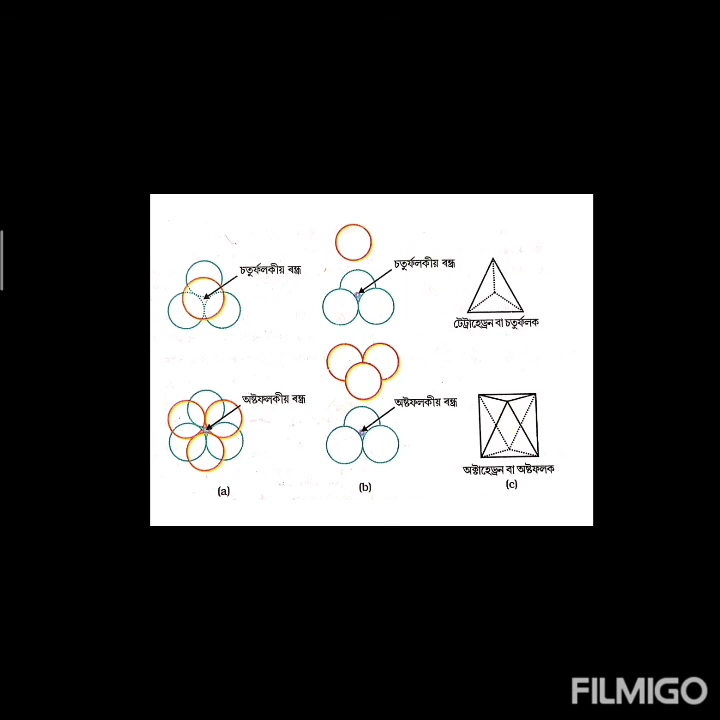 চতুর্ফলকীয় বন্ধ্র
চতুর্ফলকীয় বন্ধ্র
টেট্রাহেড্রন বা চতুর্ফলক
অষ্টফলকীয় বন্ধ্র
অষ্টফলকীয় বন্ধ্র
অক্টাহেড্রন বা অষ্টফলক
(a)
(b)
(c)
FILMIGO